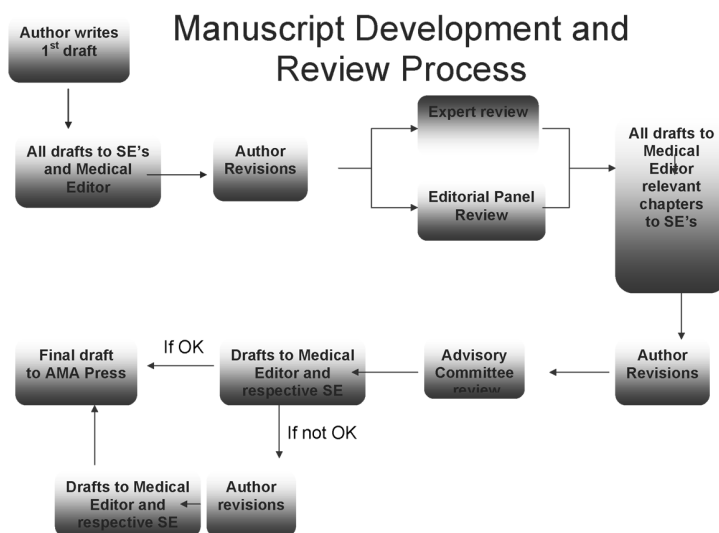 Manuscript Development and
Review Process
Author writes
1st draft
All drafts to SE's
and Medical
Editor
Author
Revisions
Expert review
Editorial Panel
Review
All drafts to
Medical
Editor
relevant
chapters
to SE's
Author
Revisions
Advisory
Committee
review
Drafts to Medical
Editor and
respective SE
If OK
Final draft
to AMA Press
If not OK
Author
revisions
Drafts to Medical
Editor and
respective SE